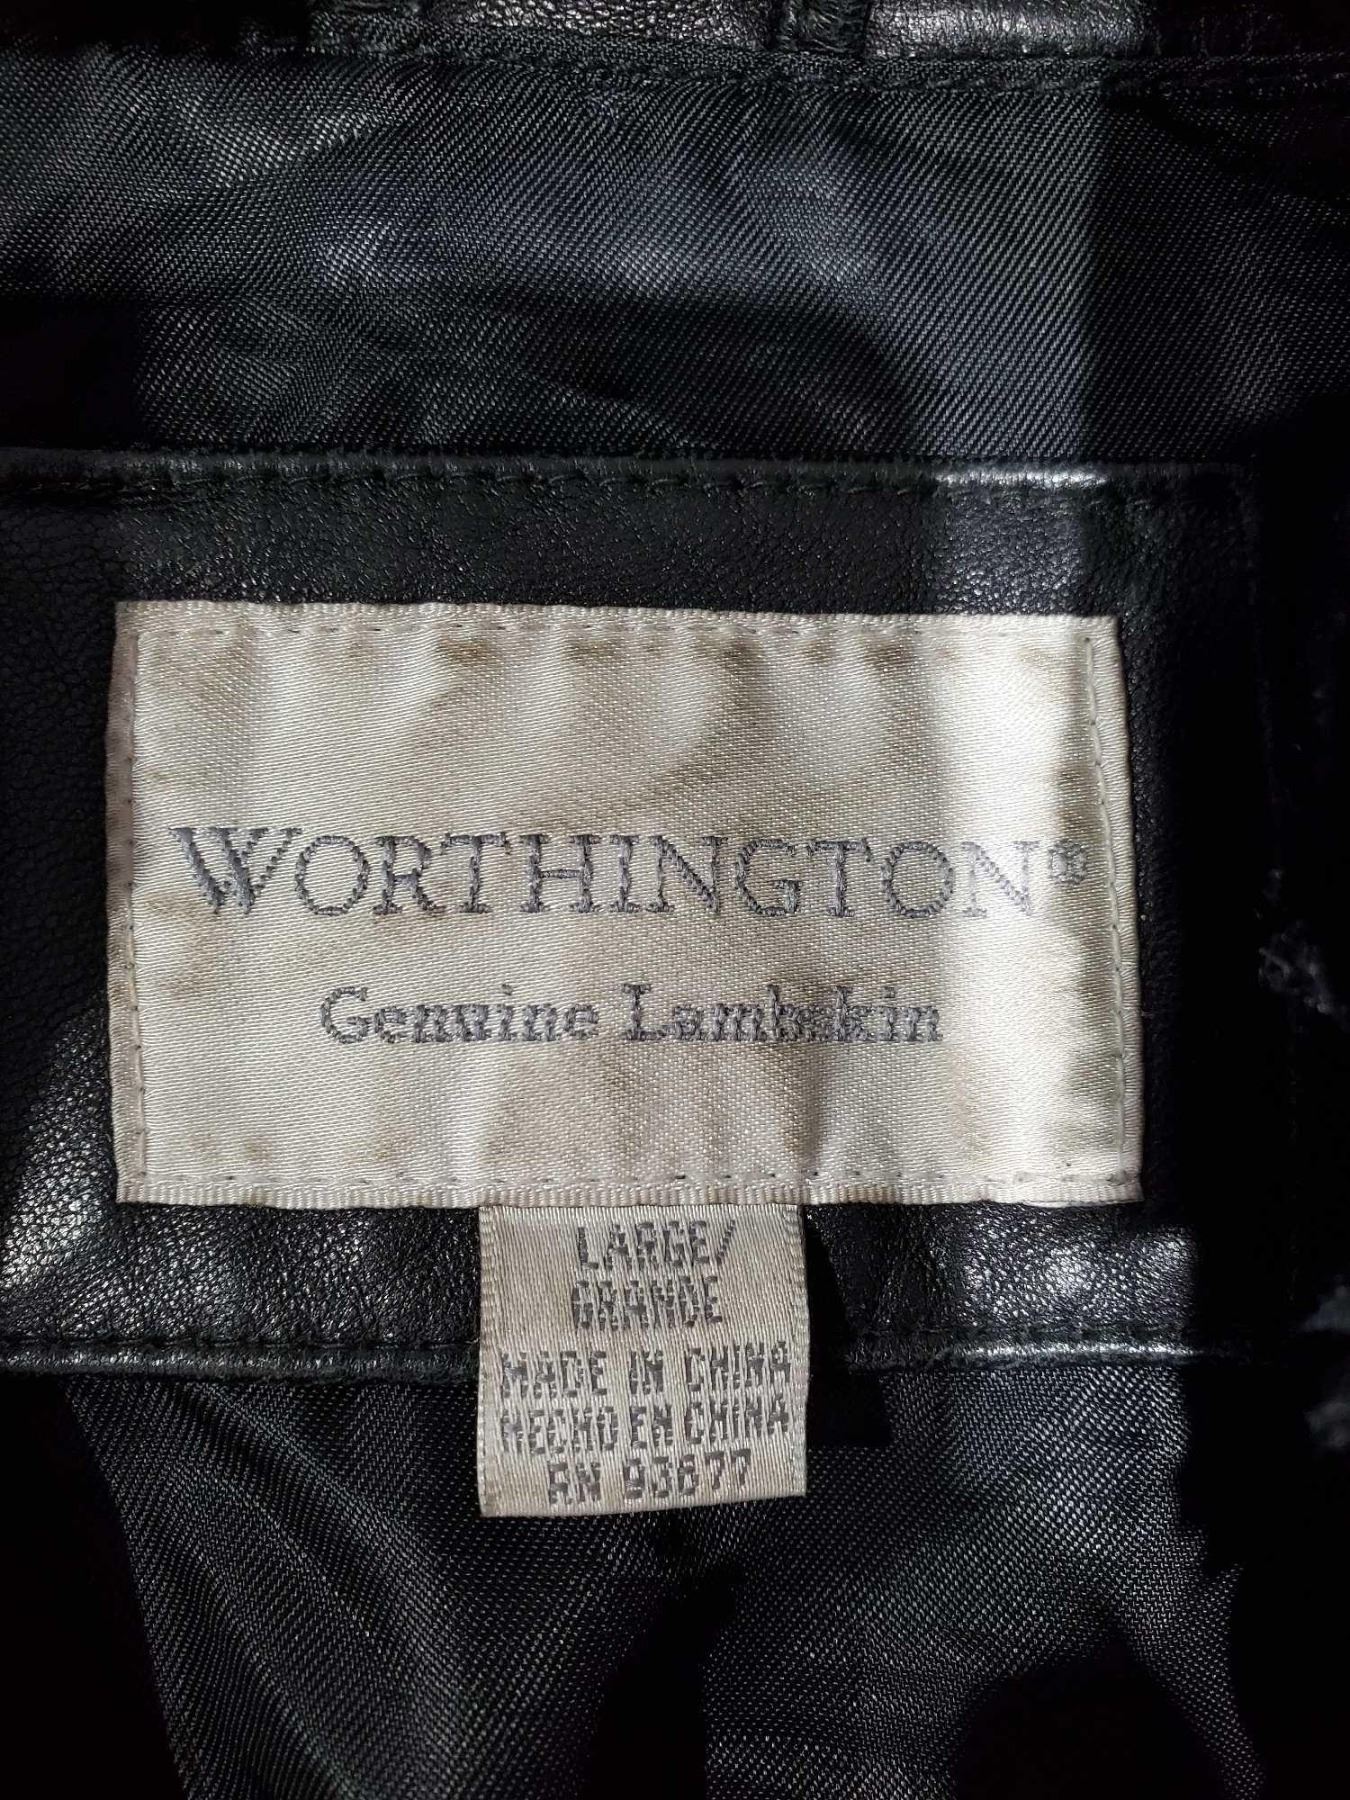 WORTHINGTON®
Genuine Lambskin
LARGE/
GRANDE
MADE IN CHINA
HECHO EN CHINA
RN 93677